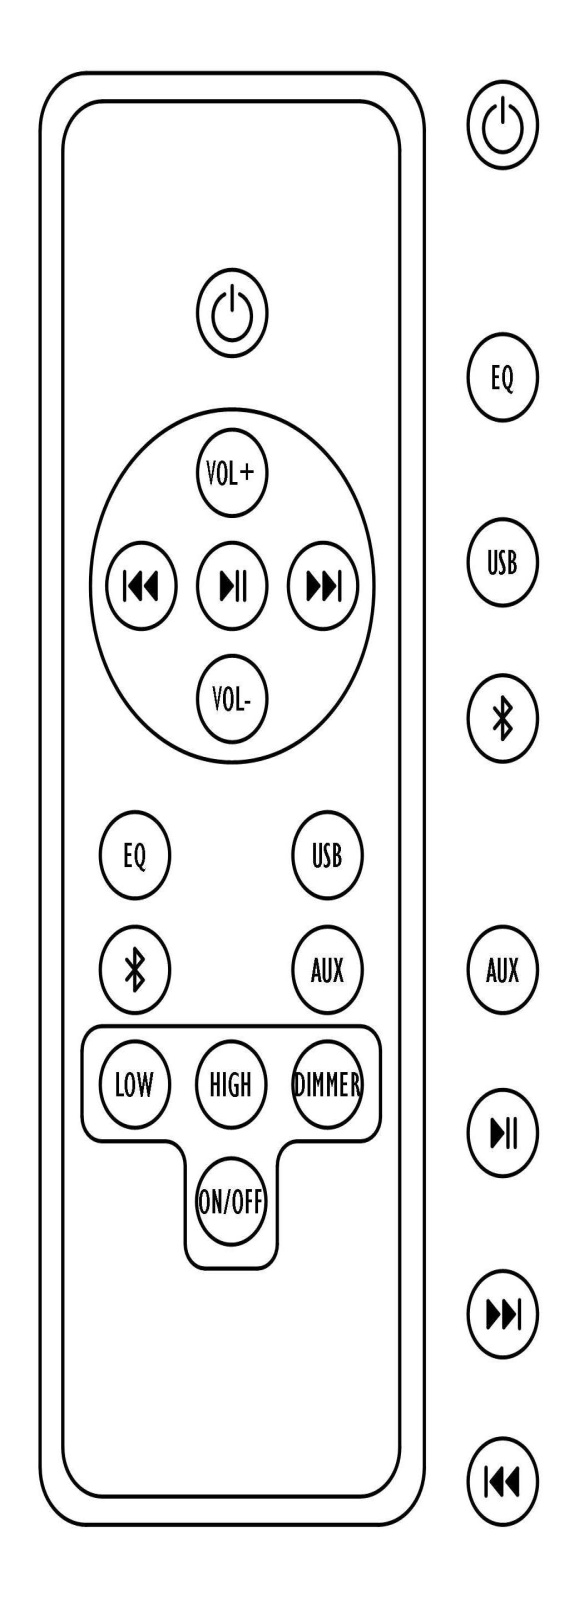 VOL+
VOL-
EQ
EQ USB
USB
AUX
AUX
LOW HIGH DIMMER
ON/OFF